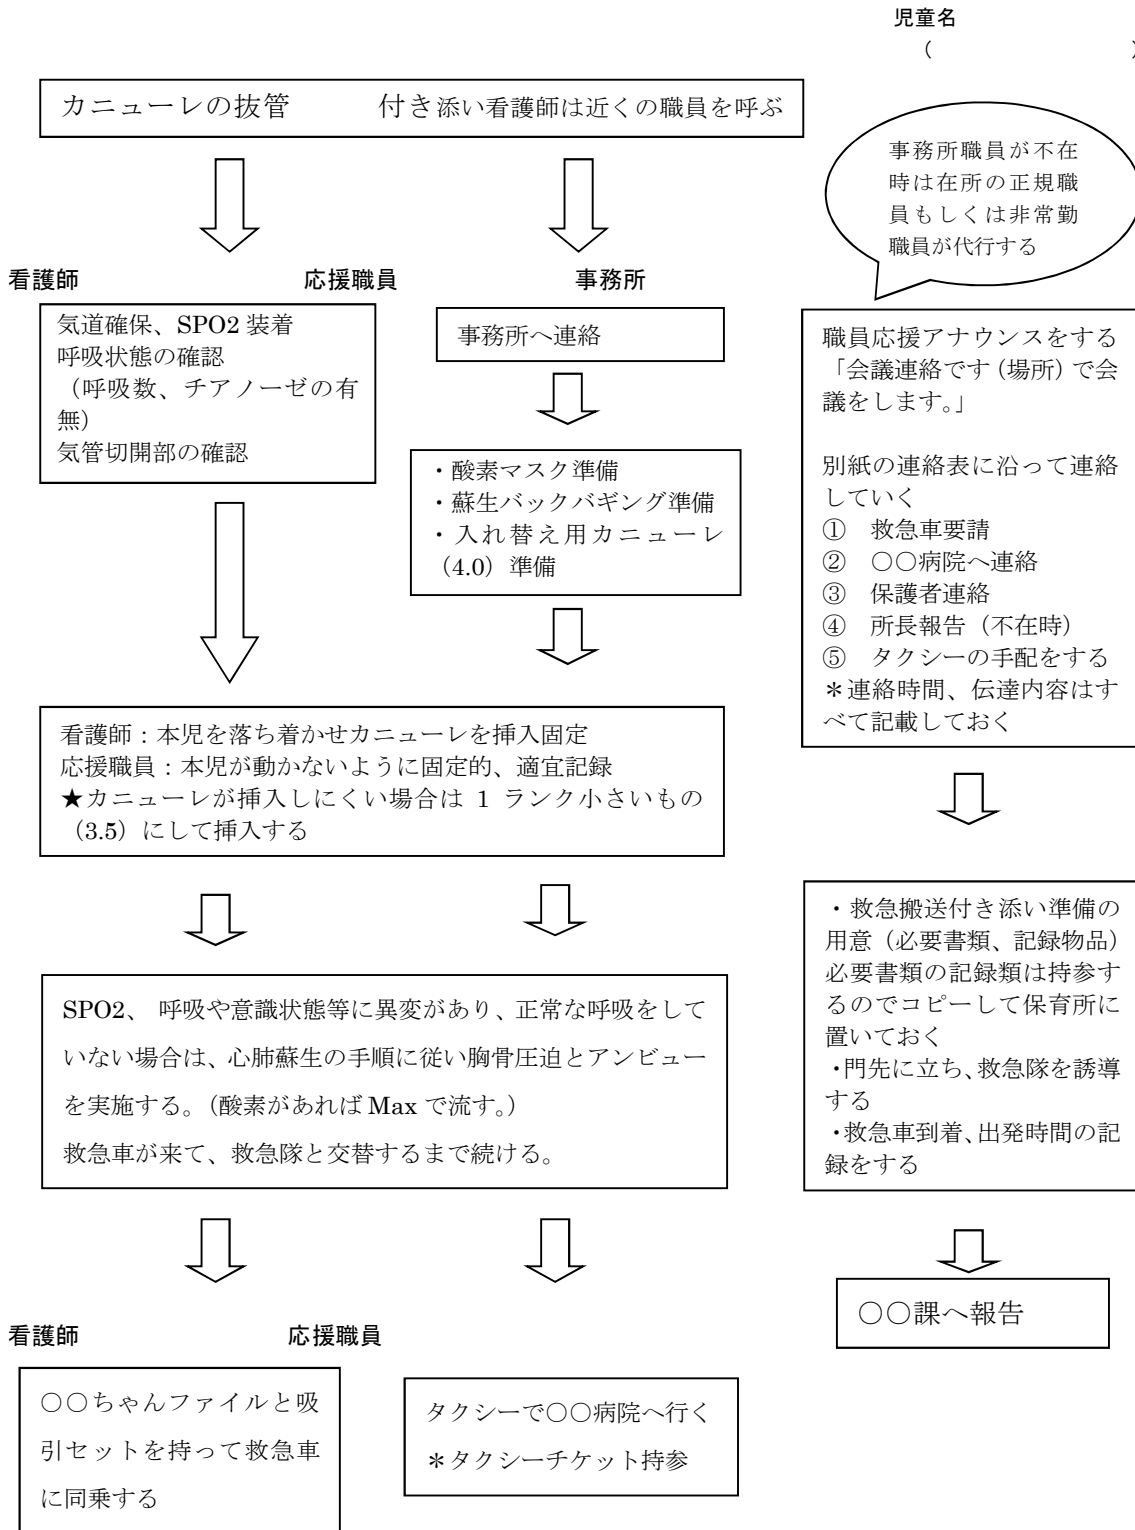 児童名
(                )
カニューレの抜管　　　付き添い看護師は近くの職員を呼ぶ
事務所職員が不在
時は在所の正規職
員もしくは非常勤
職員が代行する
看護師　　　応援職員　　　事務所
気道確保、SPO2 装着
呼吸状態の確認
（呼吸数、チアノーゼの有
無）
気管切開部の確認
事務所へ連絡
・酸素マスク準備
・蘇生バックバギング準備
・入れ替え用カニューレ
（4.0）準備
職員応援アナウンスをする
「会議連絡です（場所）で会
議をします。」
別紙の連絡表に沿って連絡
していく
①　救急車要請
②　〇〇病院へ連絡
③　保護者連絡
④　所長報告（不在時）
⑤　タクシーの手配をする
＊連絡時間、伝達内容はす
べて記載しておく
看護師：本児を落ち着かせカニューレを挿入固定
応援職員：本児が動かないように固定的、適宜記録
★カニューレが挿入しにくい場合は 1 ランク小さいもの
（3.5）にして挿入する
SPO2、 呼吸や意識状態等に異変があり、正常な呼吸をして
いない場合は、心肺蘇生の手順に従い胸骨圧迫とアンビュー
を実施する。（酸素があれば Max で流す。）
救急車が来て、救急隊と交替するまで続ける。
・救急搬送付き添い準備の
用意（必要書類、記録物品）
必要書類の記録類は持参す
るのでコピーして保育所に
置いておく
・門先に立ち、救急隊を誘導
する
・救急車到着、出発時間の記
録をする
〇〇課へ報告
看護師　　　応援職員
〇〇ちゃんファイルと吸
引セットを持って救急車
に同乗する
タクシーで〇〇病院へ行く
＊タクシーチケット持参